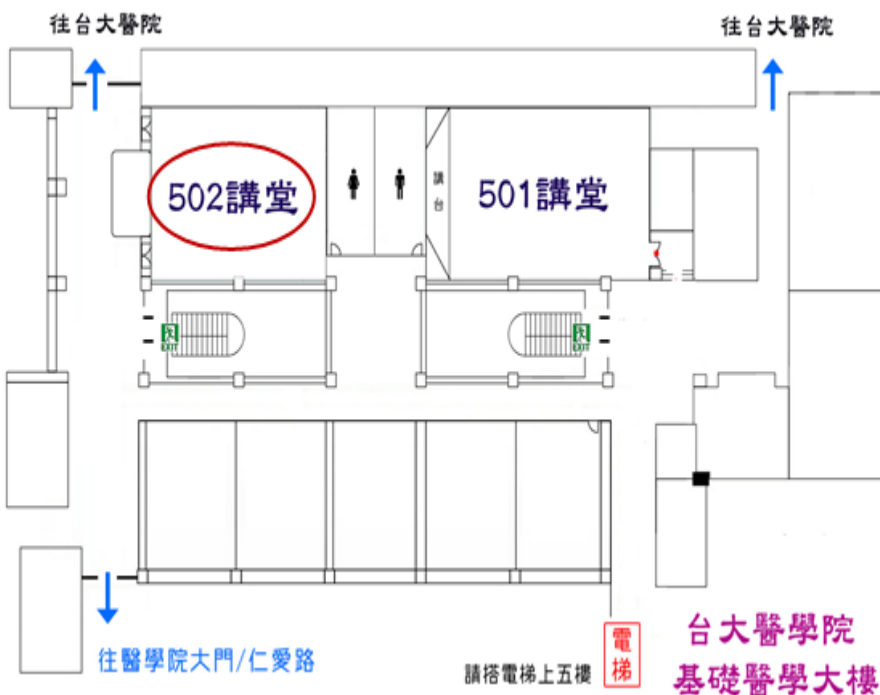 往台大醫院
往台大醫院
502講堂
講台
501講堂
EXIT
EXIT
往醫學院大門/仁愛路
請搭電梯上五樓
電梯
台大醫學院
基礎醫學大樓